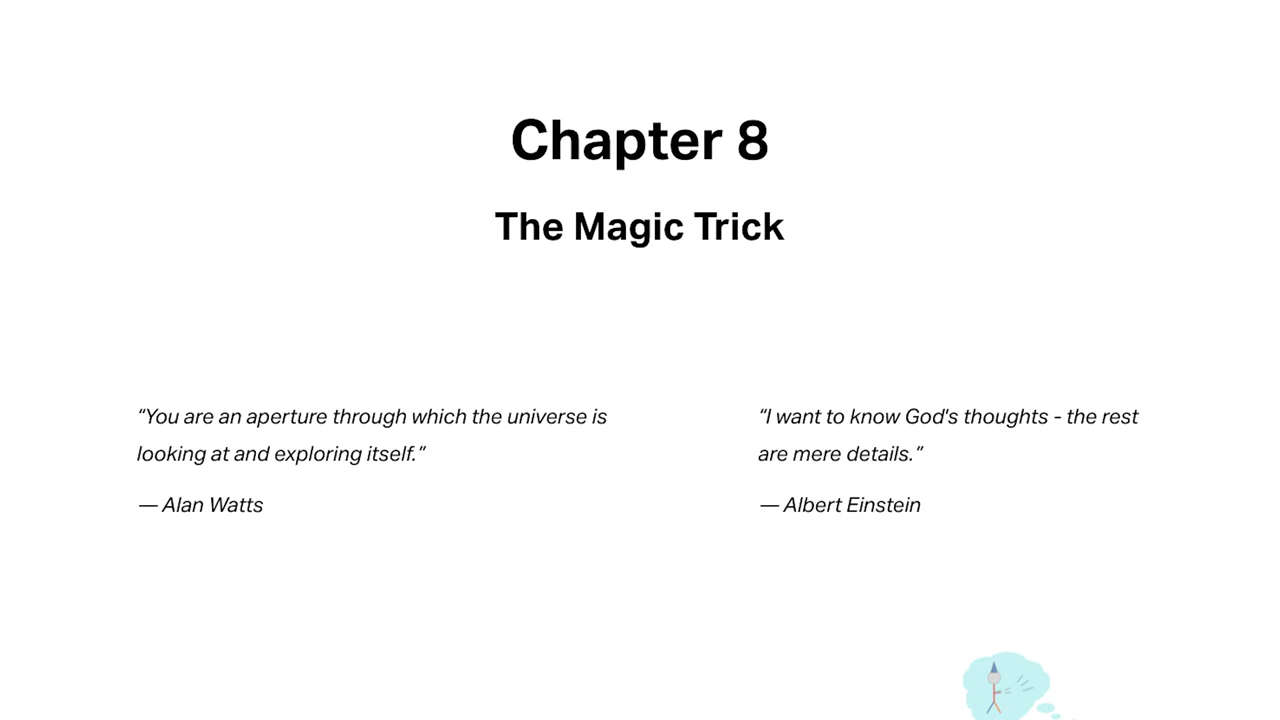 Chapter 8
The Magic Trick
“You are an aperture through which the universe is
looking at and exploring itself.”
— Alan Watts
“I want to know God's thoughts - the rest
are mere details.”
— Albert Einstein